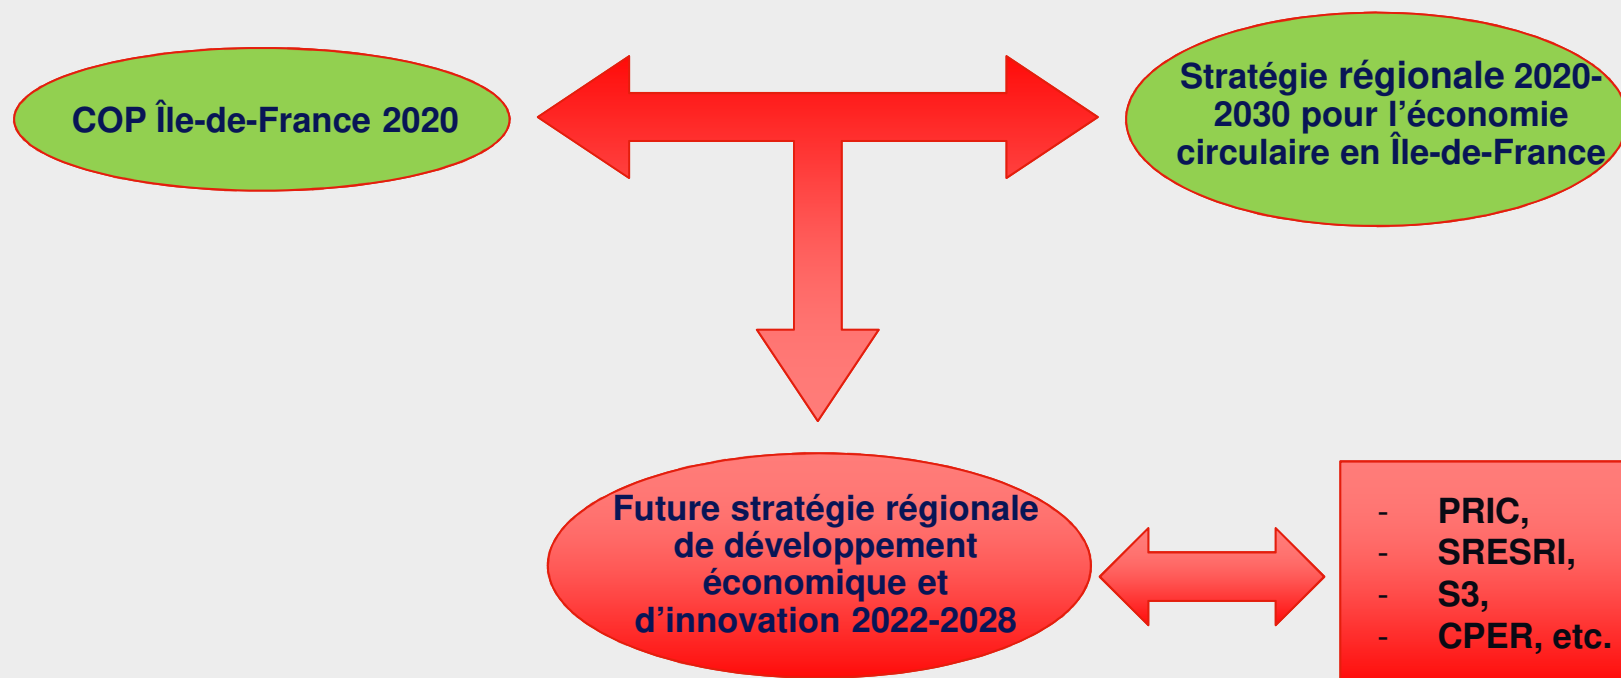 COP Île-de-France 2020
Stratégie régionale 2020-
2030 pour l’économie
circulaire en Île-de-France
Future stratégie régionale
de développement
économique et
d’innovation 2022-2028
- PRIC,
- SRESRI,
- S3,
- CPER, etc.